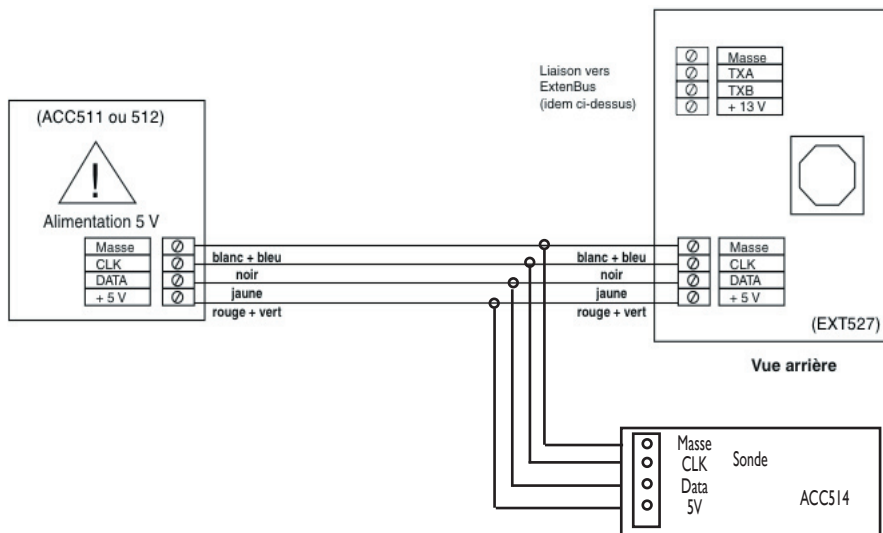 Liaison vers
ExtenBus
(idem ci-dessus)
Masse
TXA
TXB
+ 13 V
(ACC511 ou 512)
!
Alimentation 5 V
Masse
CLK
DATA
+ 5 V
blanc + bleu
noir
jaune
rouge + vert
blanc + bleu
noir
jaune
rouge + vert
Masse
CLK
DATA
+ 5 V
(EXT527)
Vue arrière
Masse
CLK
Data
5V
Sonde
ACC514